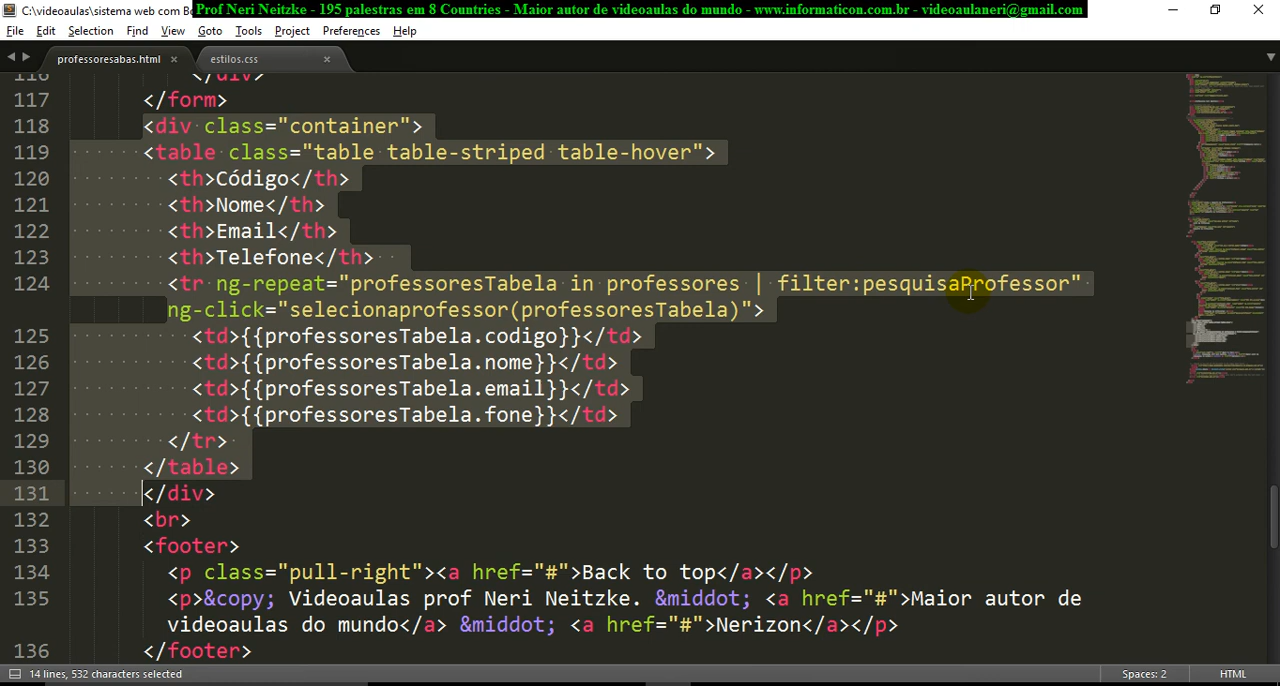 C:\videoaulas\sistema web com Bo
Prof Neri Neitzke - 195 palestras em 8 Countries - Maior autor de videoaulas do mundo - www.informaticon.com.br - videoaulaneri@gmail.com
File Edit Selection Find View Goto Tools Project Preferences Help
professoresabas.html × estilos.css ×
116 </div>
117 </form>
118 <div class="container">
119 <table class="table table-striped table-hover">
120 <th>Código</th>
121 <th>Nome</th>
122 <th>Email</th>
123 <th>Telefone</th>
124 <tr ng-repeat="professoresTabela in professores | filter:pesquisaProfessor"
ng-click="selecionaprofessor(professoresTabela)">
125 <td>{{professoresTabela.codigo}}</td>
126 <td>{{professoresTabela.nome}}</td>
127 <td>{{professoresTabela.email}}</td>
128 <td>{{professoresTabela.fone}}</td>
129 </tr>
130 </table>
131 </div>
132 <br>
133 <footer>
134 <p class="pull-right"><a href="#">Back to top</a></p>
135 <p>&copy; Videoaulas prof Neri Neitzke. &middot; <a href="#">Maior autor de
videoaulas do mundo</a> &middot; <a href="#">Nerizon</a></p>
136 </footer>
14 lines, 532 characters selected
Spaces: 2
HTML